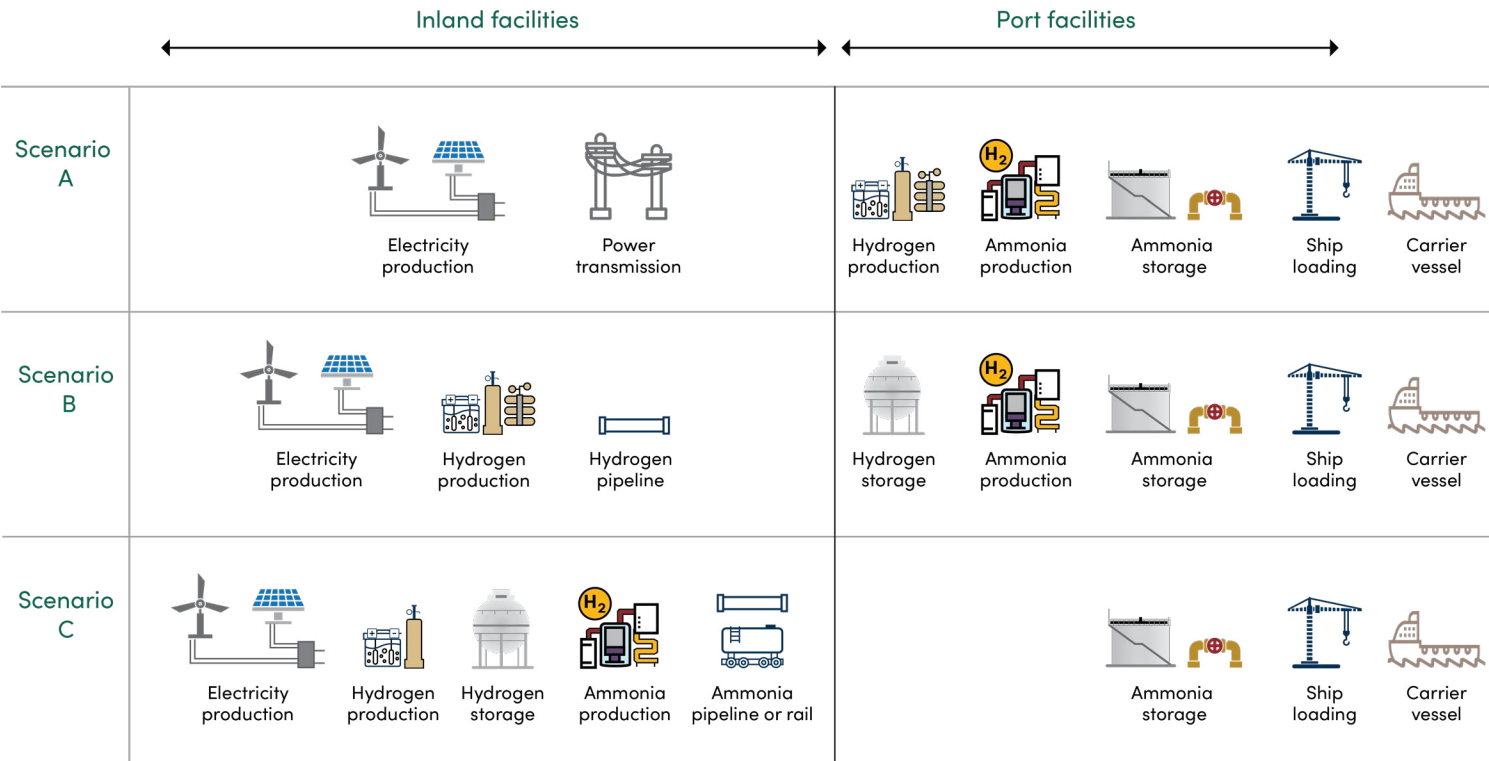 Inland facilities
Port facilities
Scenario
A
Electricity
production
Power
transmission
Hydrogen
production
H2
Ammonia
production
Ammonia
storage
Ship
loading
Carrier
vessel
Scenario
B
Electricity
production
Hydrogen
production
Hydrogen
pipeline
Hydrogen
storage
H2
Ammonia
production
Ammonia
storage
Ship
loading
Carrier
vessel
Scenario
C
Electricity
production
Hydrogen
production
Hydrogen
storage
H2
Ammonia
production
Ammonia
pipeline or rail
Ammonia
storage
Ship
loading
Carrier
vessel